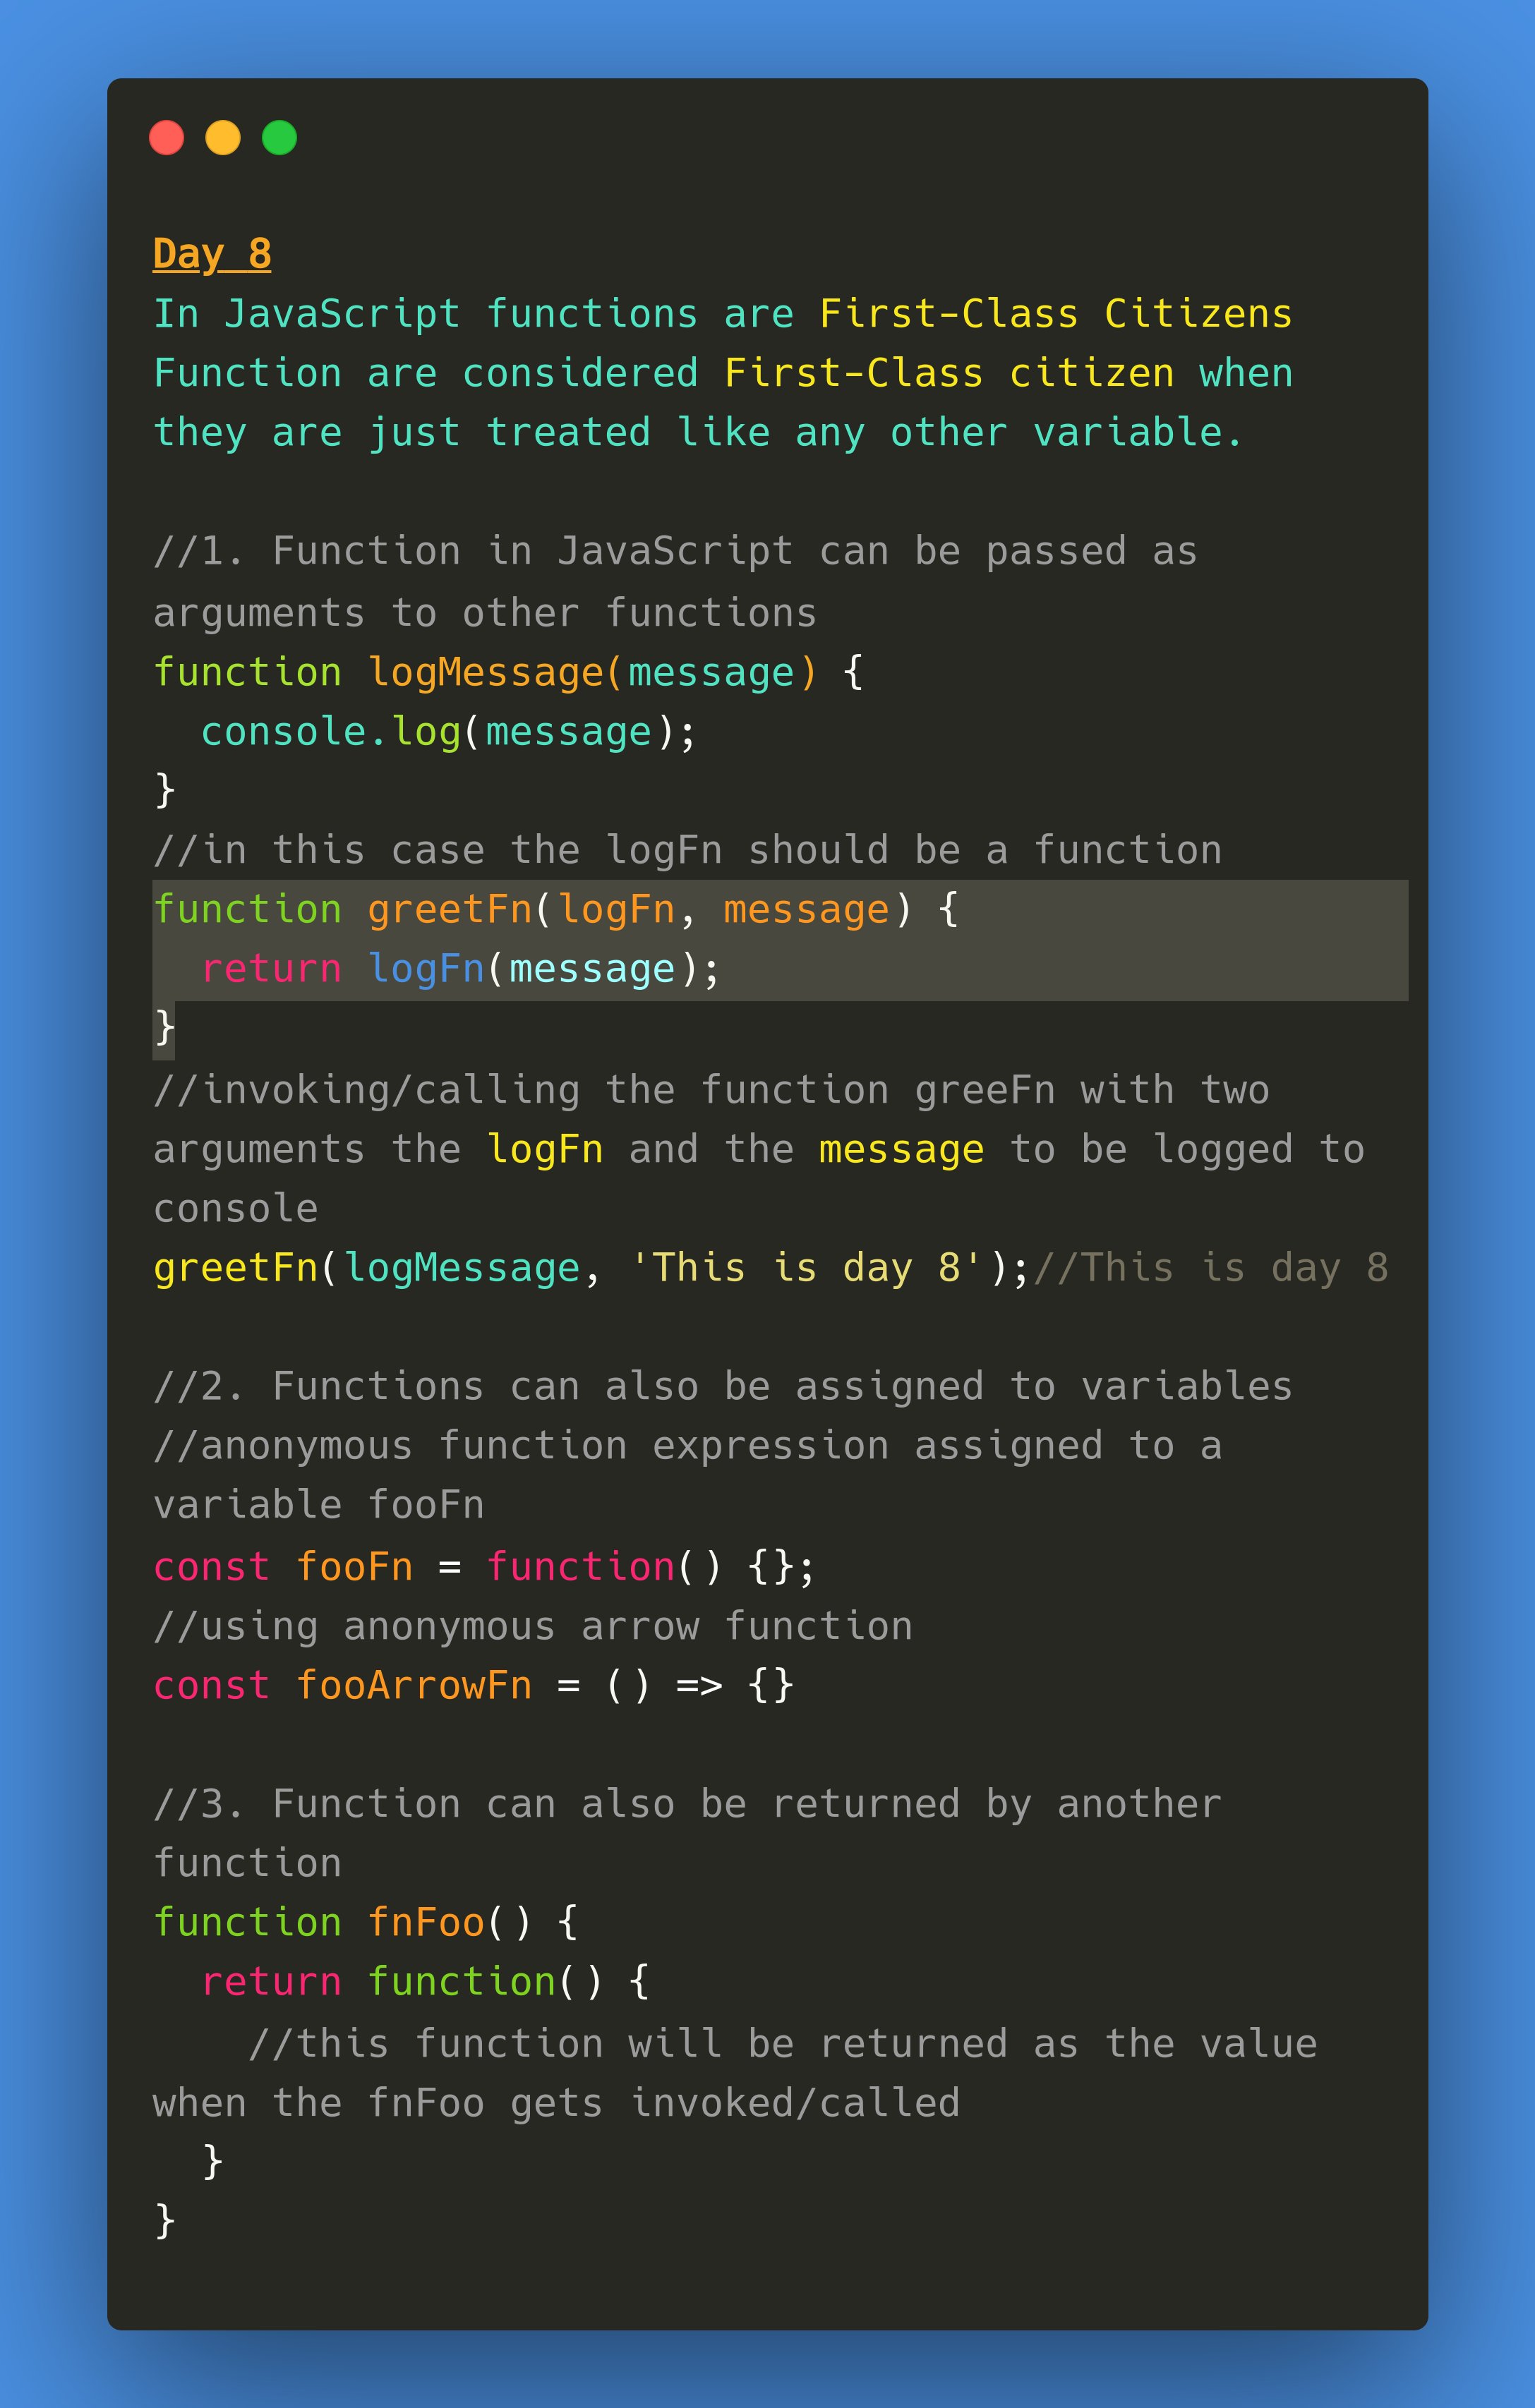 Day 8
In JavaScript functions are First-Class Citizens
Function are considered First-Class citizen when
they are just treated like any other variable.
//1. Function in JavaScript can be passed as
arguments to other functions
function logMessage(message) {
  console.log(message);
}
//in this case the logFn should be a function
function greetFn(logFn, message) {
  return logFn(message);
}
//invoking/calling the function greeFn with two
arguments the logFn and the message to be logged to
console
greetFn(logMessage, 'This is day 8');//This is day 8
//2. Functions can also be assigned to variables
//anonymous function expression assigned to a
variable fooFn
const fooFn = function() {};
//using anonymous arrow function
const fooArrowFn = () => {}
//3. Function can also be returned by another
function
function fnFoo() {
  return function() {
    //this function will be returned as the value
when the fnFoo gets invoked/called
  }
}